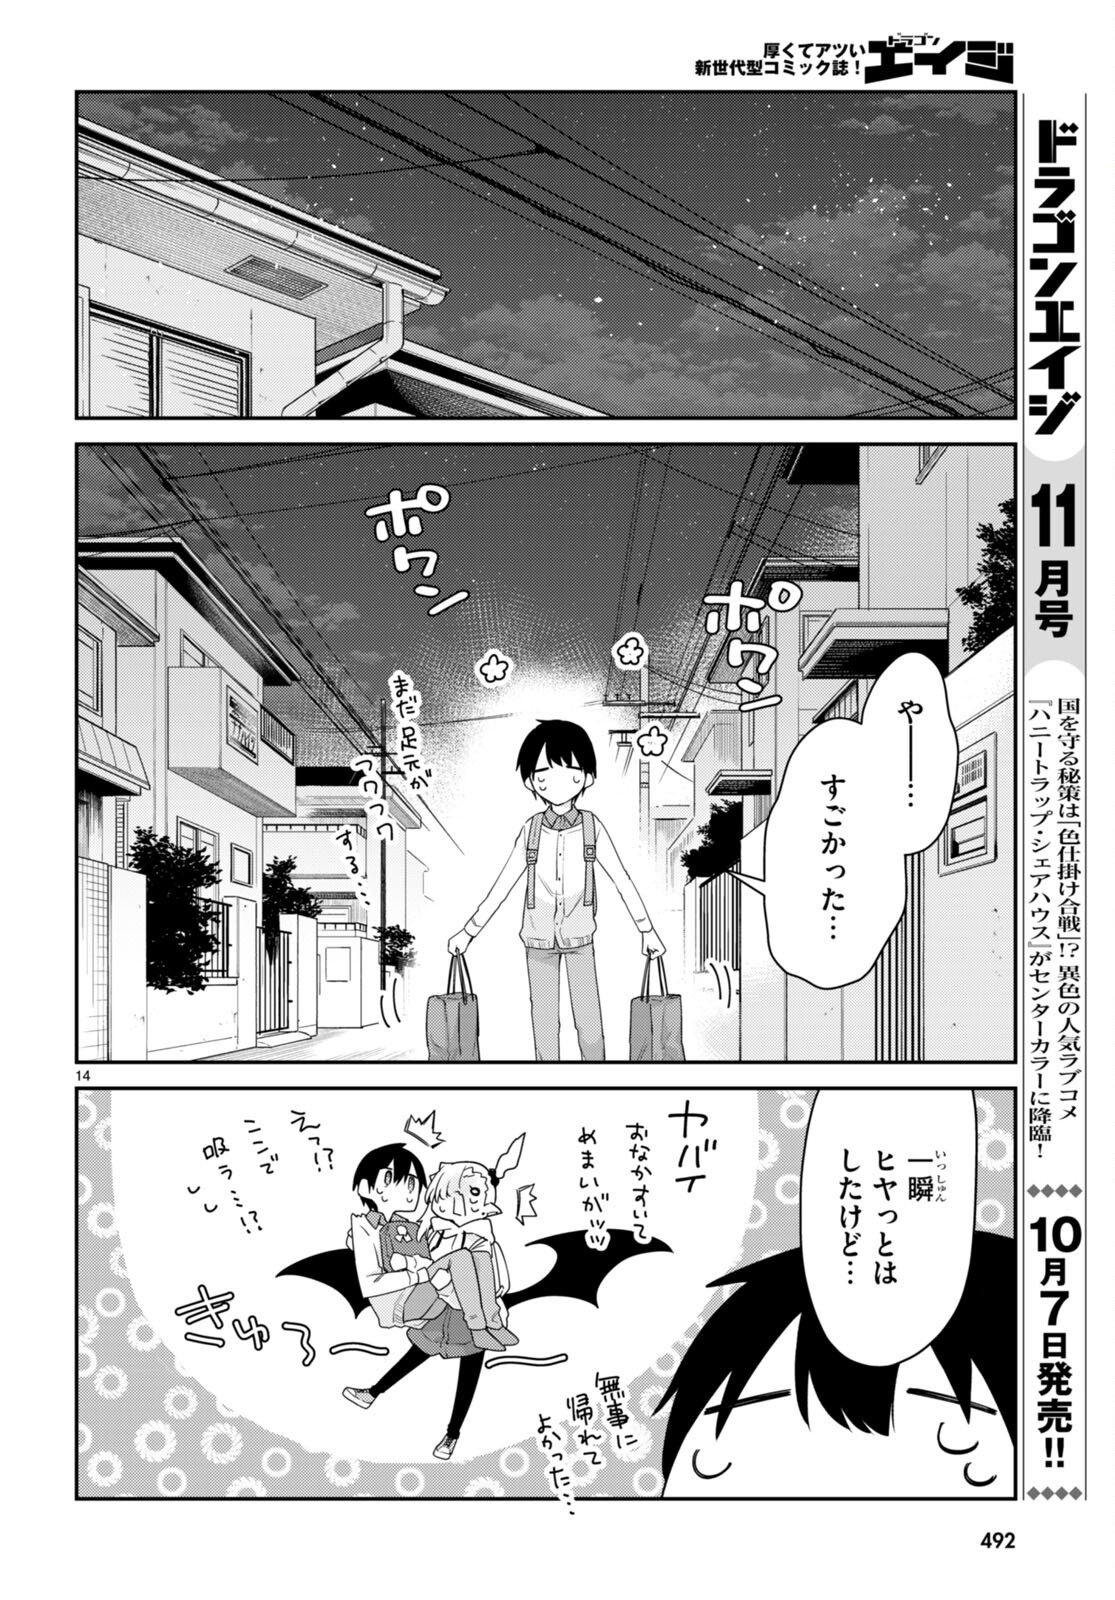 厚くてアツい
新世代型コミック誌！
ドラゴン
エイジ
ドラゴンエイジ
11月号
国を守る秘策は「色仕掛け合戦」!? 異色の人気ラブコメ
『ハニートラップ・シェアハウス』がセンターカラーに降臨！
10月7日発売!!
ポワン
ポワン
やー……
すごかった…
まだ足元が
フワフワ
する…
14
一瞬
いっしゅん
ヒヤっとは
したけど…
ヤバイ
おなかすいて
めまいがッ
えっ!?
ここで
吸う…!?
きゅる〜〜
無事に
帰れて
よかった…
492